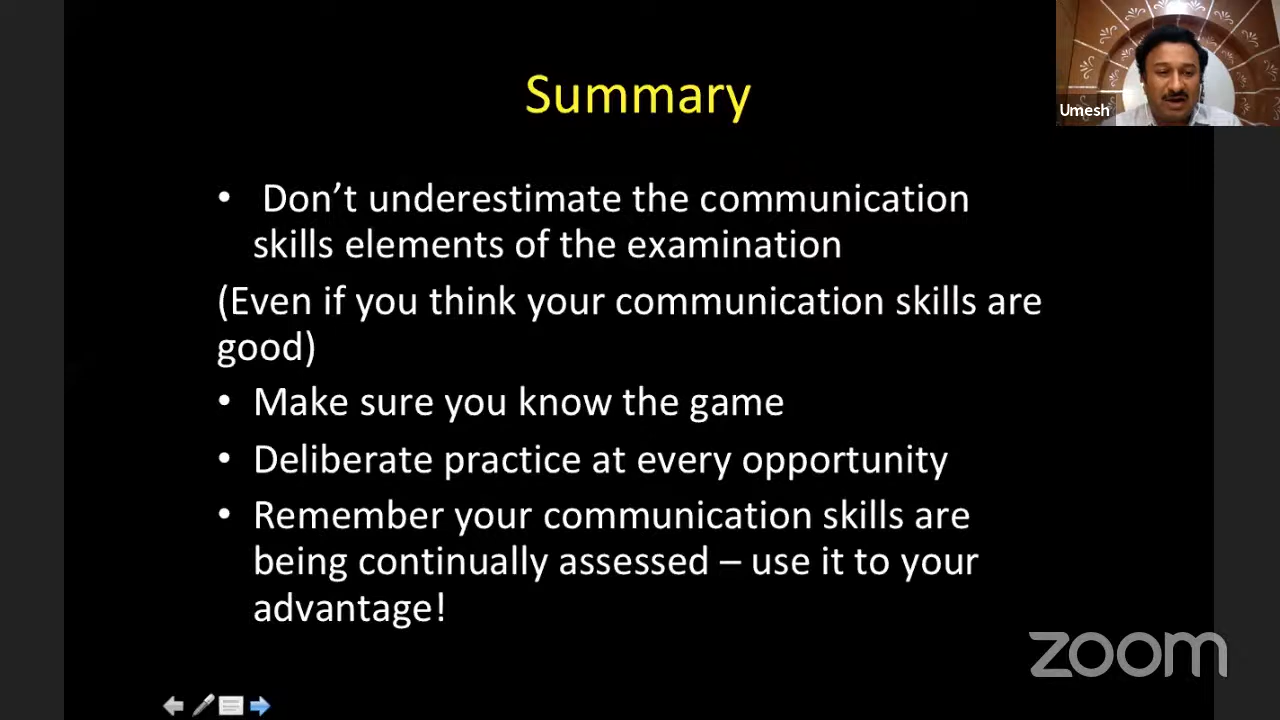 Summary
Umesh
• Don’t underestimate the communication
skills elements of the examination
(Even if you think your communication skills are
good)
• Make sure you know the game
• Deliberate practice at every opportunity
• Remember your communication skills are
being continually assessed – use it to your
advantage!
zoom